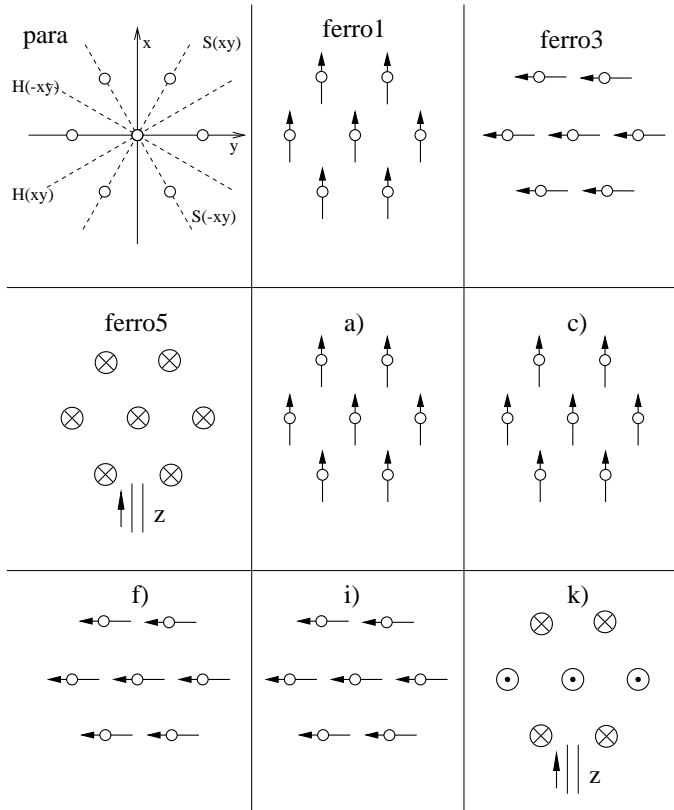 para
x
S(xy)
H(-xy)
y
H(xy)
S(-xy)
ferro1
ferro3
ferro5
z
a)
c)
f)
i)
k)
z